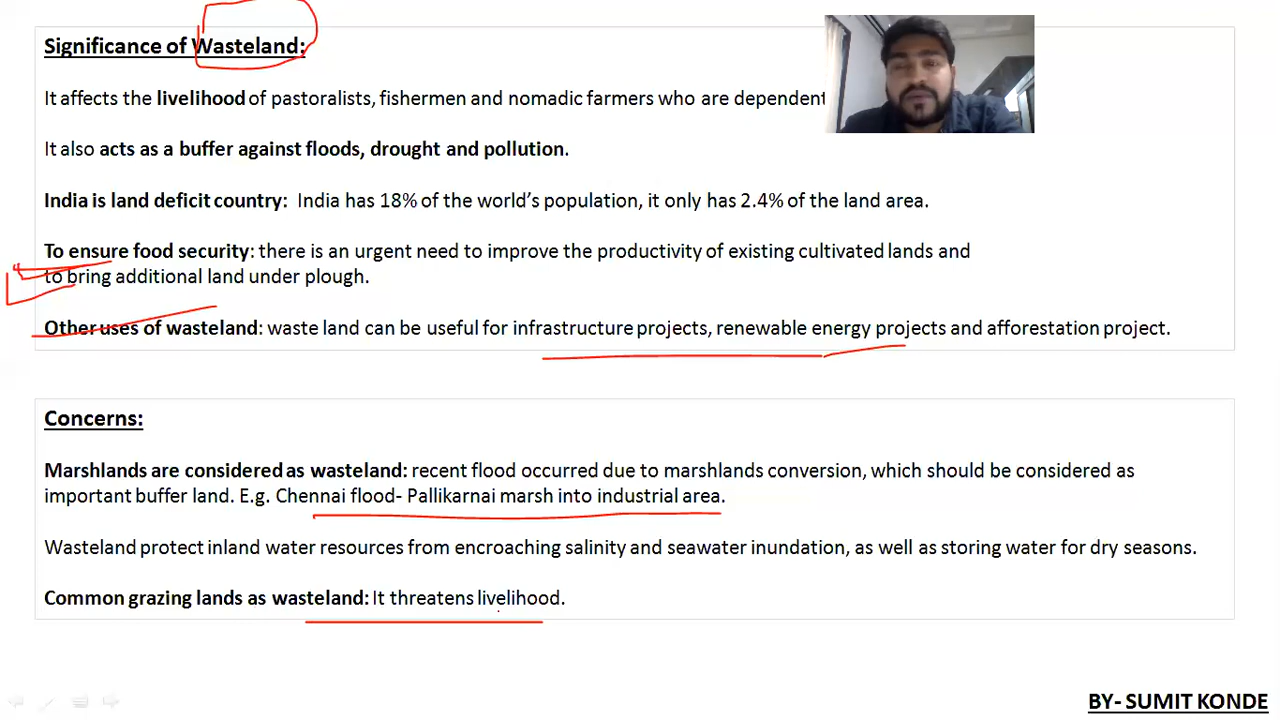 Significance of Wasteland:
It affects the livelihood of pastoralists, fishermen and nomadic farmers who are dependent
It also acts as a buffer against floods, drought and pollution.
India is land deficit country: India has 18% of the world’s population, it only has 2.4% of the land area.
To ensure food security: there is an urgent need to improve the productivity of existing cultivated lands and
to bring additional land under plough.
Other uses of wasteland: waste land can be useful for infrastructure projects, renewable energy projects and afforestation project.
Concerns:
Marshlands are considered as wasteland: recent flood occurred due to marshlands conversion, which should be considered as
important buffer land. E.g. Chennai flood- Pallikarnai marsh into industrial area.
Wasteland protect inland water resources from encroaching salinity and seawater inundation, as well as storing water for dry seasons.
Common grazing lands as wasteland: It threatens livelihood.
BY- SUMIT KONDE